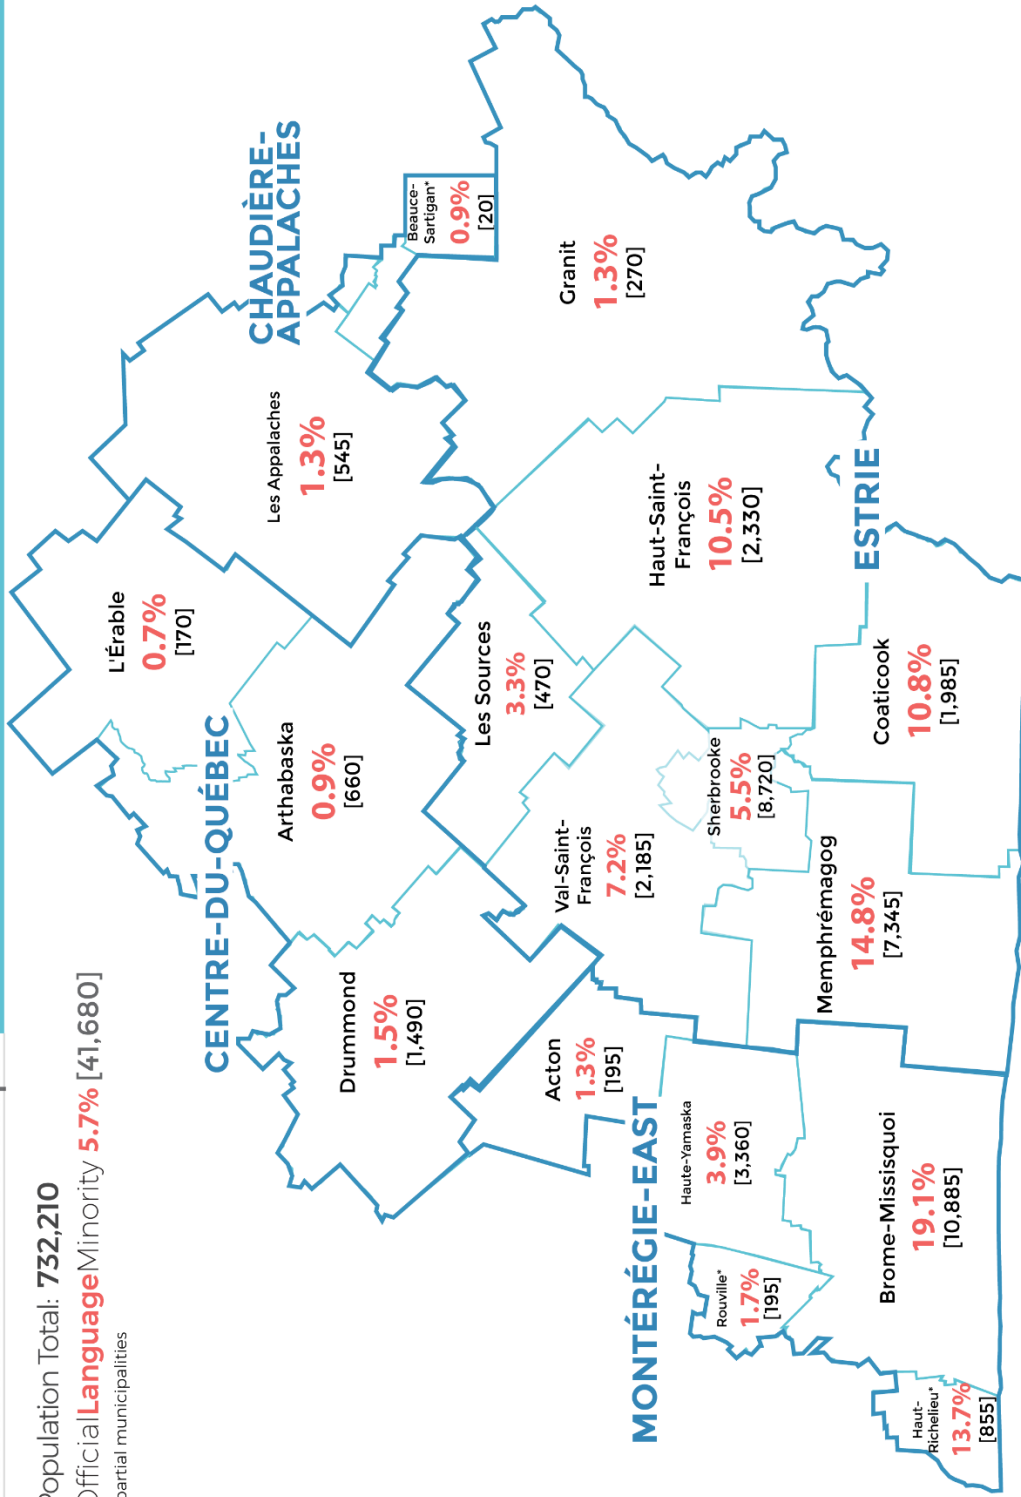 Population Total: 732,210
Official Language Minority 5.7% [41,680]
partial municipalities
CENTRE-DU-QUÉBEC
L'Érable
0.7%
[170]
Arthabaska
0.9%
[660]
Drummond
1.5%
[1,490]
CHAUDIÈRE-
APPALACHES
Les Appalaches
1.3%
[545]
Beauce-
Sartigan*
0.9%
[20]
MONTÉRÉGIE-EAST
Acton
1.3%
[195]
Haute-Yamaska
3.9%
[3,360]
Rouville*
1.7%
[195]
Brome-Missisquoi
19.1%
[10,885]
Haut-
Richelieu*
13.7%
[855]
ESTRIE
Les Sources
3.3%
[470]
Val-Saint-
François
7.2%
[2,185]
Sherbrooke
5.5%
[8,720]
Memphrémagog
14.8%
[7,345]
Coaticook
10.8%
[1,985]
Haut-Saint-
François
10.5%
[2,330]
Granit
1.3%
[270]